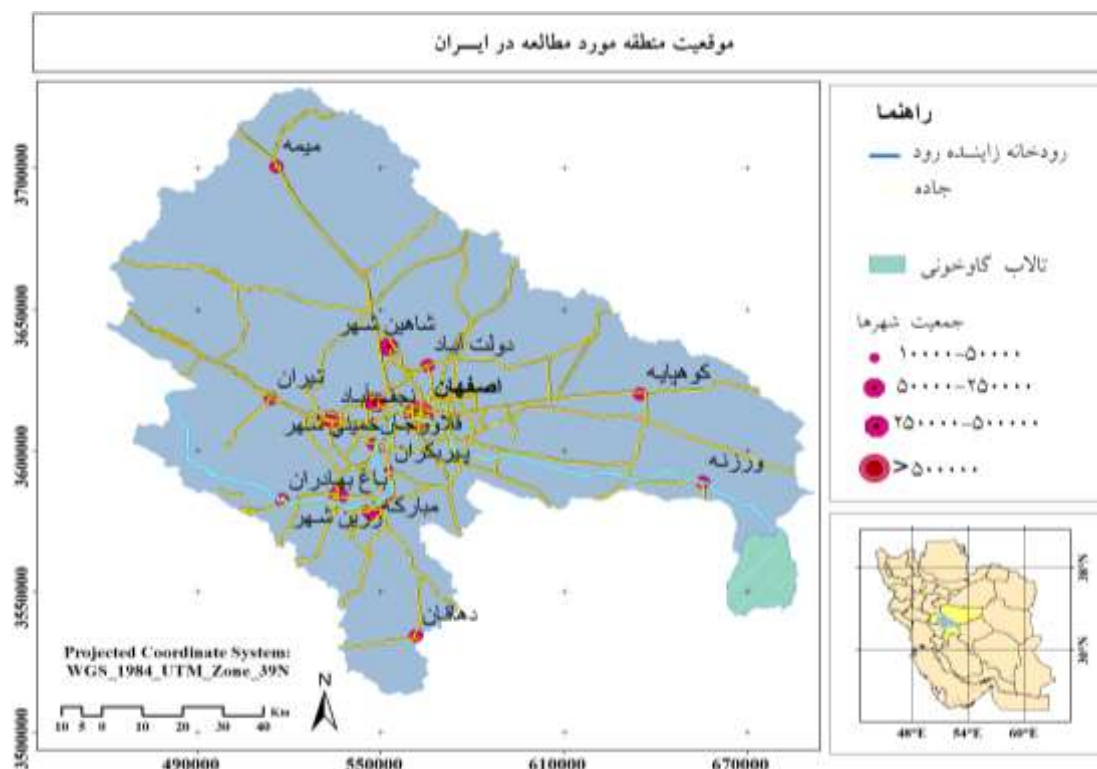 موقعیت منطقه مورد مطالعه در ایـــران
راهنما
رودخانه زاینـده رود
جاده
تالاب گاوخونی
جمعیت شهرها
۱۰۰۰۰-۵۰۰۰۰
۵۰۰۰۰-۲۵۰۰۰۰
۲۵۰۰۰۰-۵۰۰۰۰۰
>۵۰۰۰۰۰
میمه
شاهین شهر
دولت آباد
کوهپایه
تیران
اصفهان
نجف آباد
فلاورجان
خمینی شهر
پیربکران
ورزنه
باغ بهادران
مبارکه
زرین شهر
دهاقان
3700000
3650000
3600000
3550000
3500000
490000 550000 610000 670000
Projected Coordinate System:
WGS_1984_UTM_Zone_39N
N
10 5 0 10 20 30 40 Km
30°N
48°E 54°E 60°E